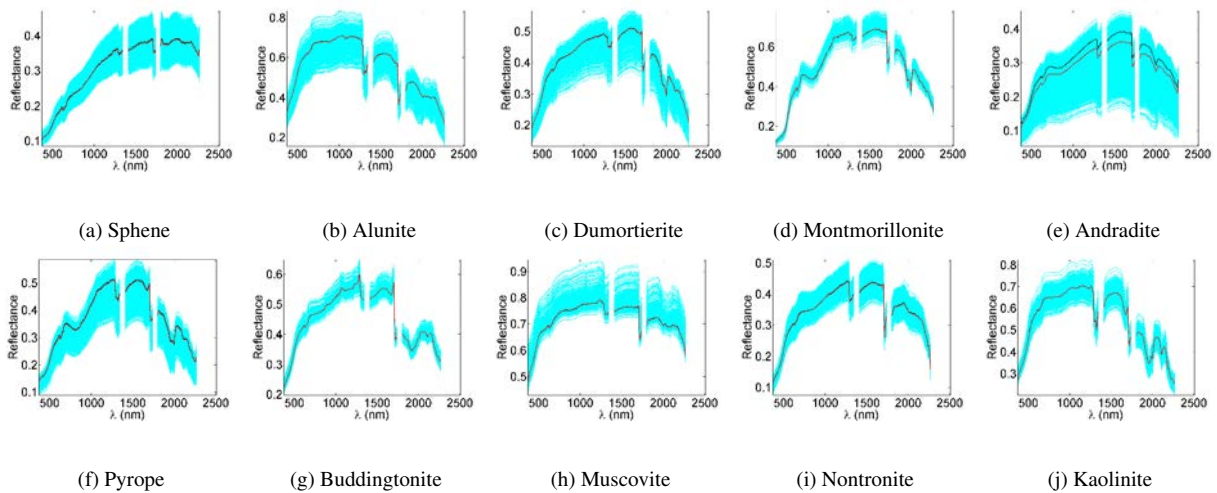 Reflectance
0.4
0.3
0.2
0.1
500 1000 1500 2000 2500
λ (nm)
(a) Sphene
Reflectance
0.8
0.6
0.4
0.2
500 1000 1500 2000 2500
λ (nm)
(b) Alunite
Reflectance
0.5
0.4
0.3
0.2
500 1000 1500 2000 2500
λ (nm)
(c) Dumortierite
Reflectance
0.6
0.4
0.2
500 1000 1500 2000 2500
λ (nm)
(d) Montmorillonite
Reflectance
0.4
0.3
0.2
0.1
500 1000 1500 2000 2500
λ (nm)
(e) Andradite
Reflectance
0.5
0.4
0.3
0.2
0.1
500 1000 1500 2000 2500
λ (nm)
(f) Pyrope
Reflectance
0.6
0.5
0.4
0.3
0.2
500 1000 1500 2000 2500
λ (nm)
(g) Buddingtonite
Reflectance
0.9
0.8
0.7
0.6
0.5
500 1000 1500 2000 2500
λ (nm)
(h) Muscovite
Reflectance
0.5
0.4
0.3
0.2
0.1
500 1000 1500 2000 2500
λ (nm)
(i) Nontronite
Reflectance
0.8
0.7
0.6
0.5
0.4
0.3
500 1000 1500 2000 2500
λ (nm)
(j) Kaolinite